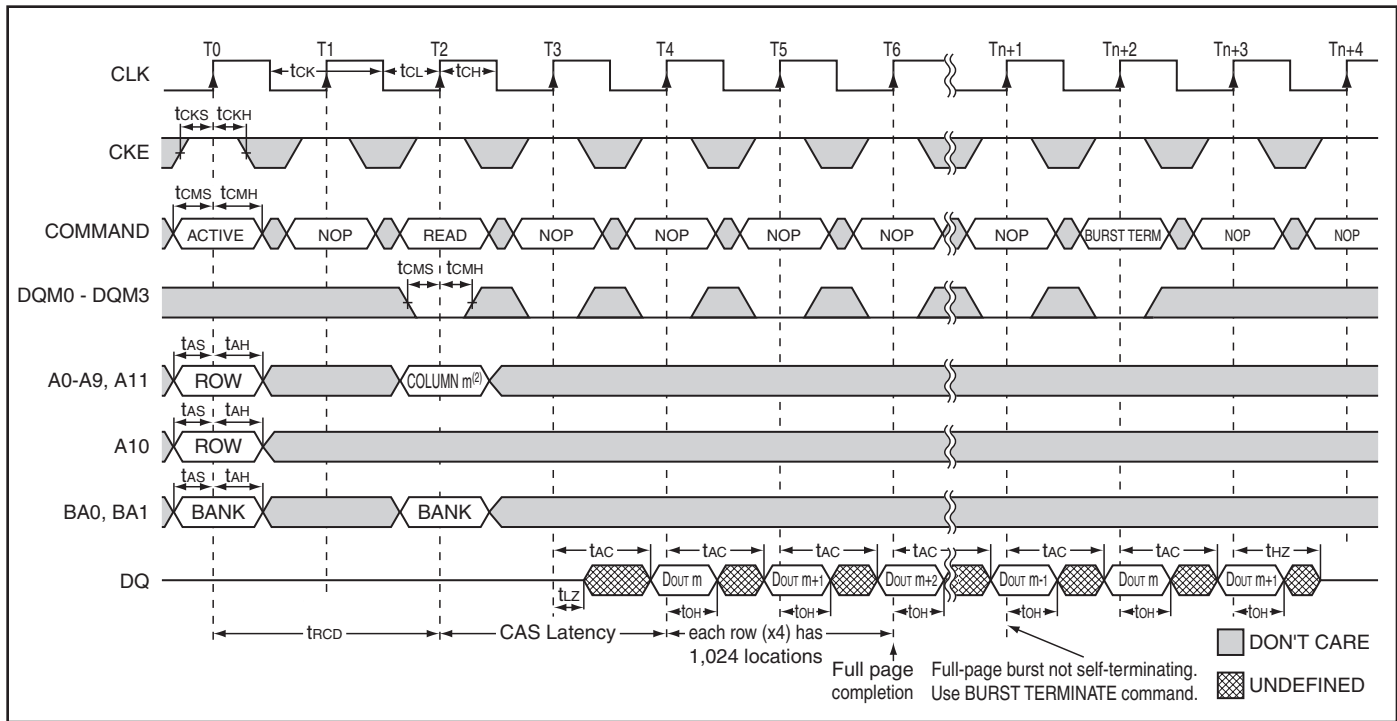 T0 T1 T2 T3 T4 T5 T6 Tn+1 Tn+2 Tn+3 Tn+4
CLK tCK tCL tCH
tCKS tCKH
CKE
tCMS tCMH
COMMAND ACTIVE NOP READ NOP NOP NOP NOP NOP BURST TERM NOP NOP
tCMS tCMH
DQM0 - DQM3
tAS tAH
A0-A9, A11 ROW COLUMN m(2)
tAS tAH
A10 ROW
tAS tAH
BA0, BA1 BANK BANK
tAC tAC tAC tAC tAC tAC tHZ
DQ DOUT m DOUT m+1 DOUT m+2 DOUT m-1 DOUT m DOUT m+1
tLZ tOH tOH tOH tOH tOH tOH
tRCD CAS Latency each row (x4) has
1,024 locations
Full page
completion
Full-page burst not self-terminating.
Use BURST TERMINATE command.
DON'T CARE
UNDEFINED